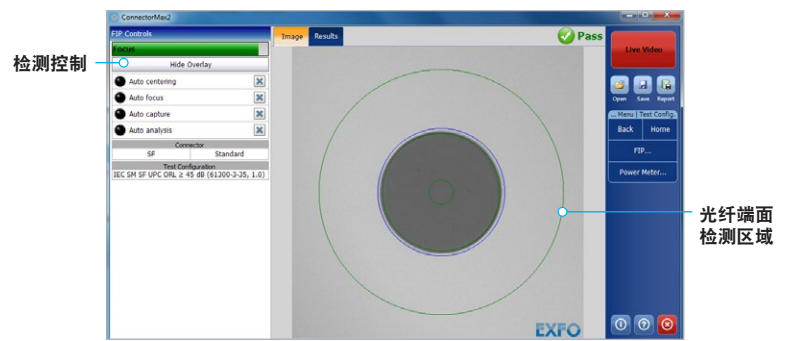 ConnectorMax2
FIP Controls
Focus
Hide Overlay
Auto centering
Auto focus
Auto capture
Auto analysis
Connector
SF Standard
Test Configuration
IEC SM SF UPC ORL ≥ 45 dB (61300-3-35, 1.0)
Image Results
Pass
EXFO
Live Video
Open Save Report
... Menu | Test Config.
Back Home
FIP...
Power Meter...
检测控制
光纤端面
检测区域